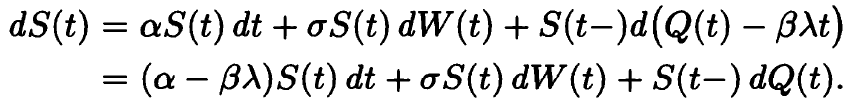 dS(t) = αS(t) dt + σS(t) dW(t) + S(t−)d(Q(t) − βλt)
= (α − βλ)S(t) dt + σS(t) dW(t) + S(t−) dQ(t).